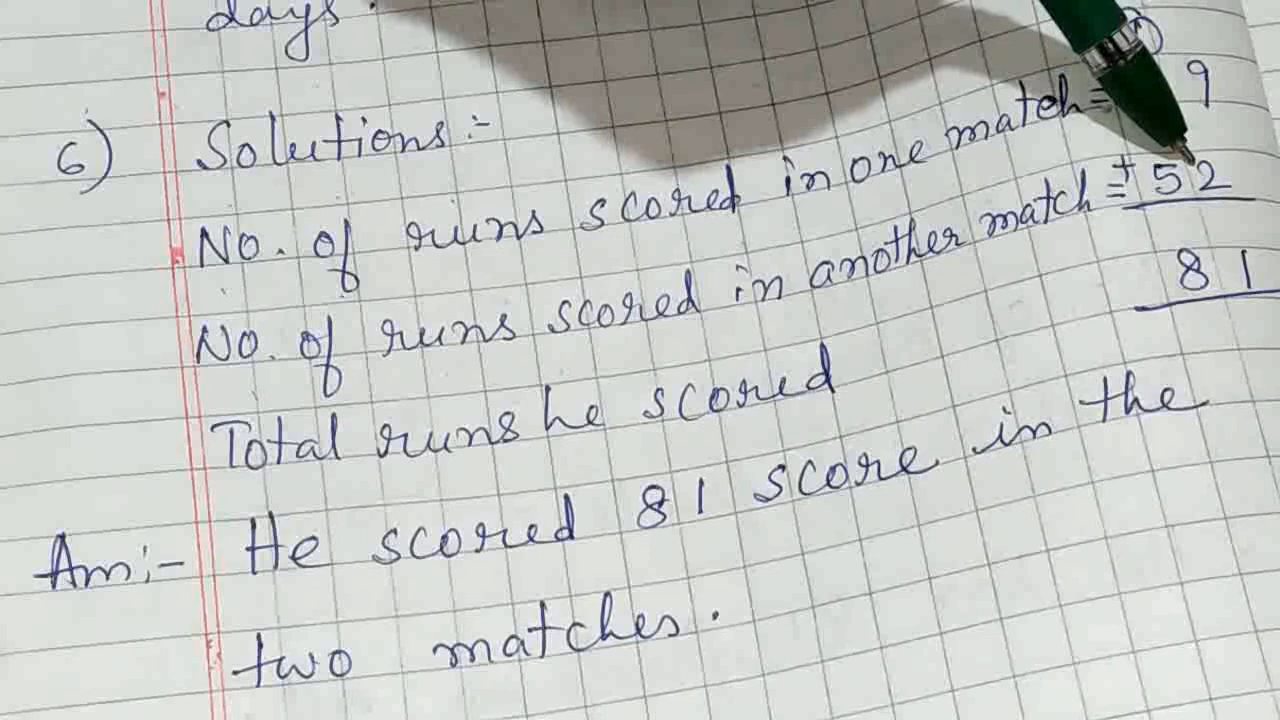 days.
6) Solutions:-
No. of runs scored in one match = 9
No. of runs scored in another match = + 52
81
Total runs he scored
Ans:- He scored 81 score in the
two matches.